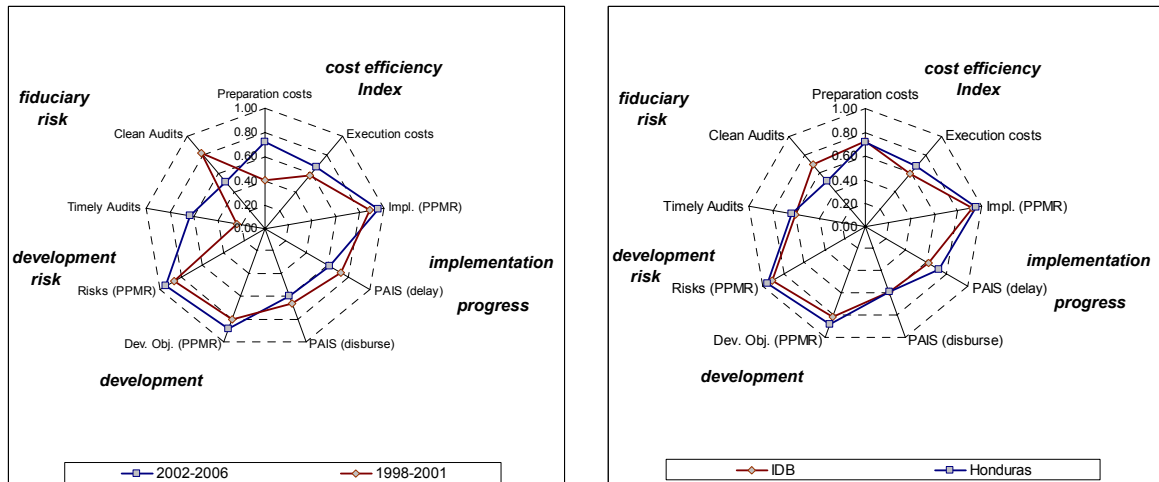 cost efficiency
Index
fiduciary
risk
Preparation costs
1.00
Clean Audits
Execution costs
0.80
0.60
0.40
Timely Audits
0.20
Impl. (PPMR)
0.00
development
risk
implementation
Risks (PPMR)
PAIS (delay)
progress
Dev. Obj. (PPMR)
PAIS (disburse)
development
2002-2006
1998-2001
cost efficiency
Index
fiduciary
risk
Preparation costs
1.00
Clean Audits
Execution costs
0.80
0.60
0.40
Timely Audits
0.20
Impl. (PPMR)
0.00
development
risk
implementation
Risks (PPMR)
PAIS (delay)
progress
Dev. Obj. (PPMR)
PAIS (disburse)
development
IDB
Honduras